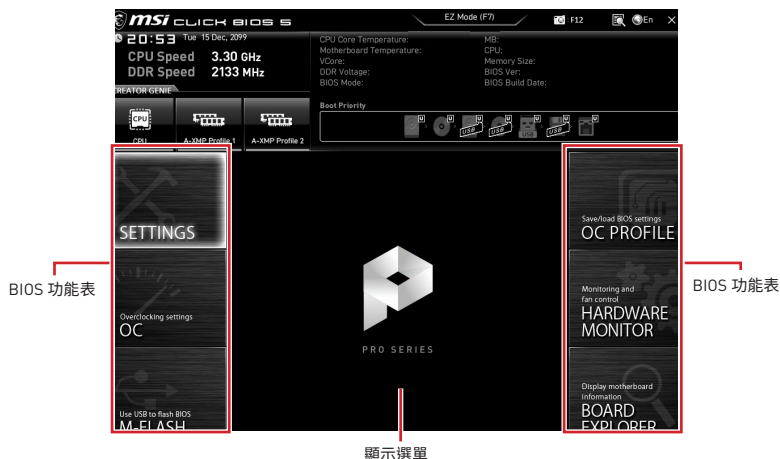 msi CLICK BIOS 5
EZ Mode (F7)
F12
En
20:53 Tue 15 Dec, 2099
CPU Speed 3.30 GHz
DDR Speed 2133 MHz
CREATOR GENIE
CPU
CPU
A-XMP Profile 1
A-XMP Profile 2
CPU Core Temperature:
Motherboard Temperature:
VCore:
DDR Voltage:
BIOS Mode:
MB:
CPU:
Memory Size:
BIOS Ver:
BIOS Build Date:
Boot Priority
U U U U U U U
USB USB USB USB
SETTINGS
Overclocking settings
OC
Use USB to flash BIOS
M-FLASH
BIOS 功能表
PRO SERIES
顯示選單
Save/load BIOS settings
OC PROFILE
Monitoring and
fan control
HARDWARE
MONITOR
Display motherboard
information
BOARD
EXPLORER
BIOS 功能表